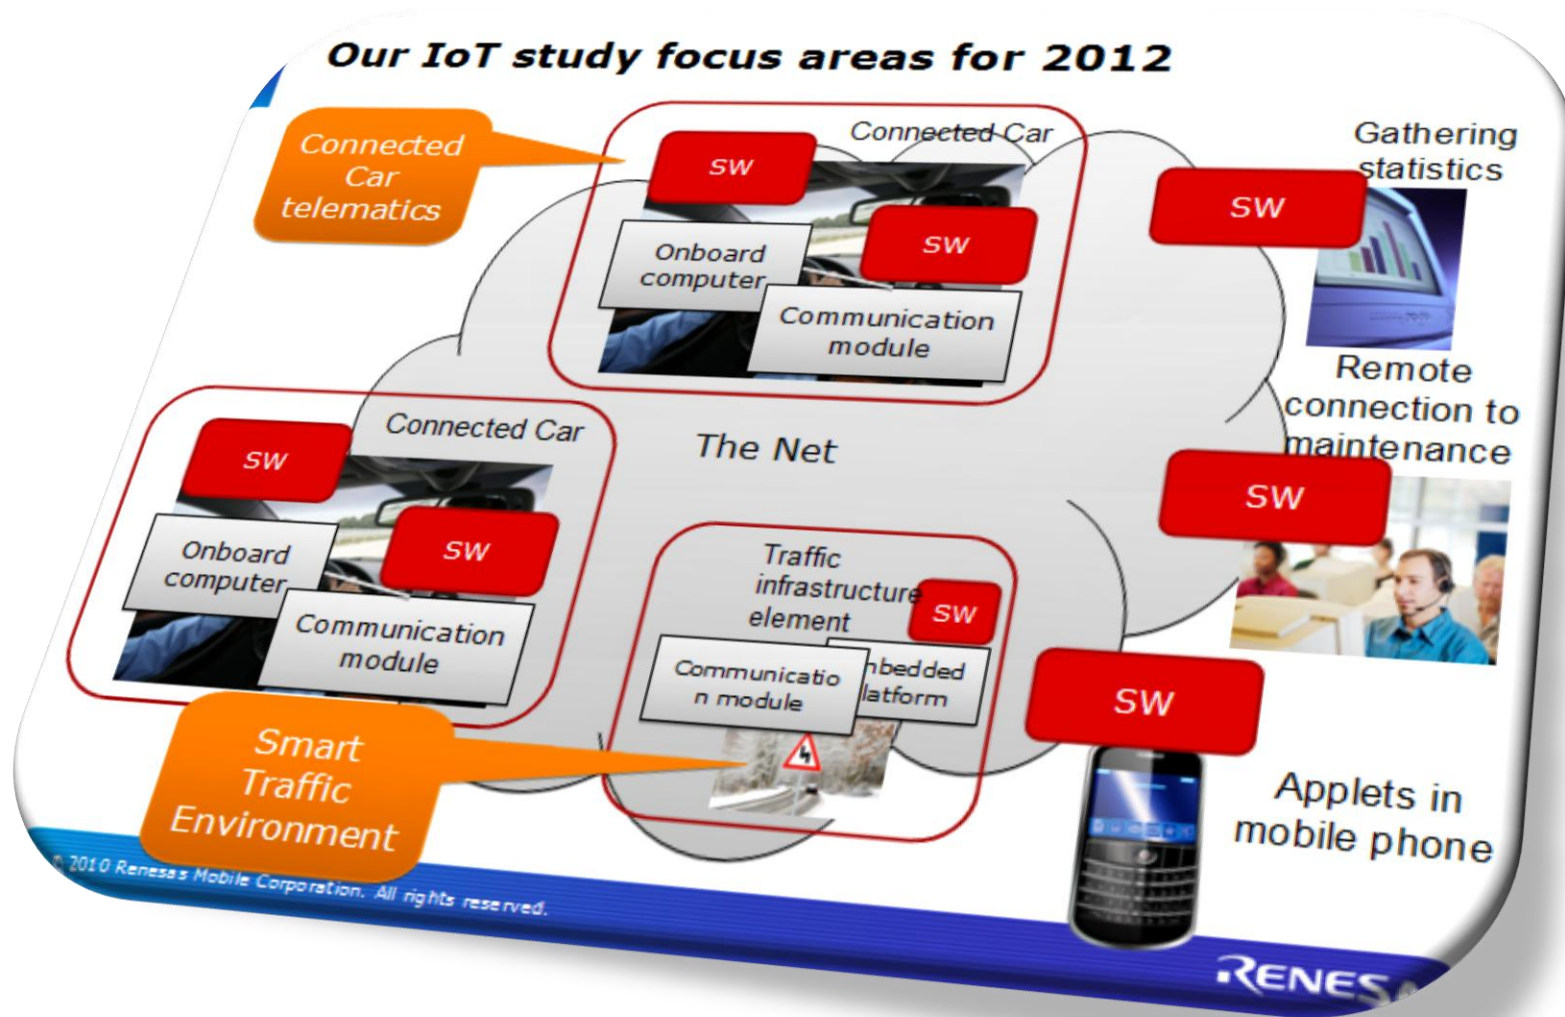 Our IoT study focus areas for 2012
Connected
Car
telematics
Connected Car
SW
SW
Onboard
computer
Communication
module
SW
Gathering
statistics
Remote
connection to
maintenance
SW
Connected Car
SW
SW
Onboard
computer
Communication
module
The Net
Traffic
infrastructure
element
SW
Communicatio
n module
SW
Applets in
mobile phone
Smart
Traffic
Environment
2010 Renesas Mobile Corporation. All rights reserved.